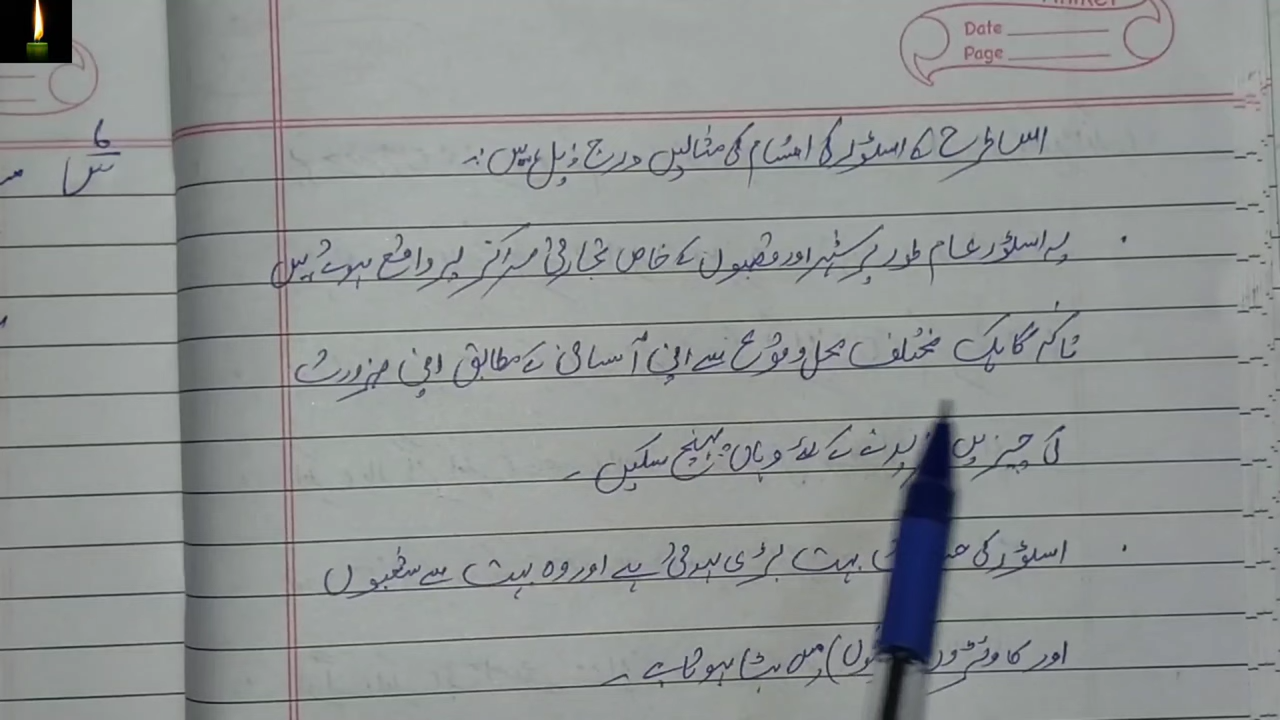 Date
Page
س 6
اس طرح کے اسٹور کی اقسام کی مثالیں درج ذیل ہیں :۔
۔ یہ اسٹور عام طور پر شہر اور قصبوں کے خاص تجارتی مراکز پر واقع ہوتے ہیں
تاکہ گاہک مختلف محل وقوع سے اپنی آسانی کے مطابق اپنی ضرورت
کی چیزیں کے لئے وہاں پہنچ سکیں ۔
۔ اسٹور کی بہت بڑی ہوتی ہے اور وہ بہت سے شعبوں
اور میں بٹا ہوتا ہے ۔